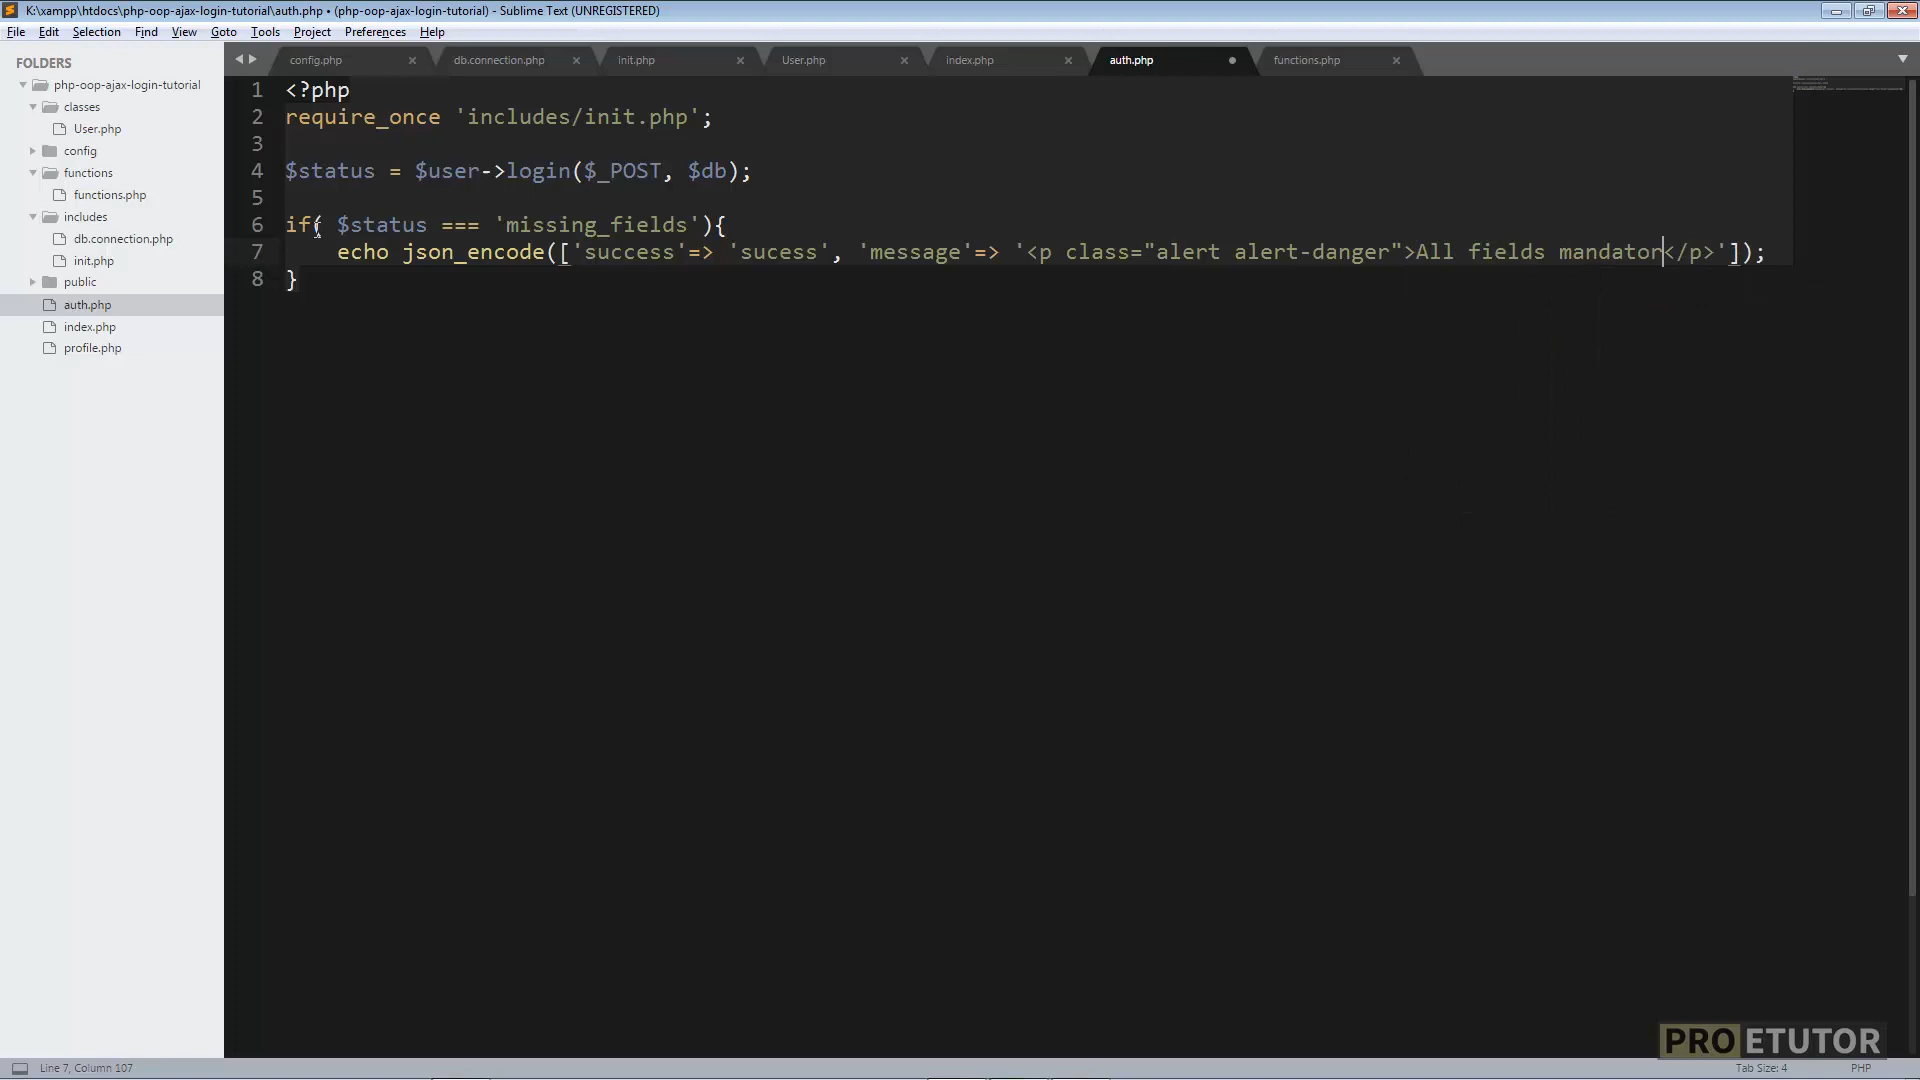 K:\xampp\htdocs\php-oop-ajax-login-tutorial\auth.php • (php-oop-ajax-login-tutorial) - Sublime Text (UNREGISTERED)
File Edit Selection Find View Goto Tools Project Preferences Help
FOLDERS
php-oop-ajax-login-tutorial
classes
User.php
config
functions
functions.php
includes
db.connection.php
init.php
public
auth.php
index.php
profile.php
config.php db.connection.php init.php User.php index.php auth.php functions.php
1 <?php
2 require_once 'includes/init.php';
3
4 $status = $user->login($_POST, $db);
5
6 if( $status === 'missing_fields'){
7 echo json_encode(['success'=> 'sucess', 'message'=> '<p class="alert alert-danger">All fields mandator</p>']);
8 }
PROETUTOR
Line 7, Column 107 Tab Size: 4 PHP